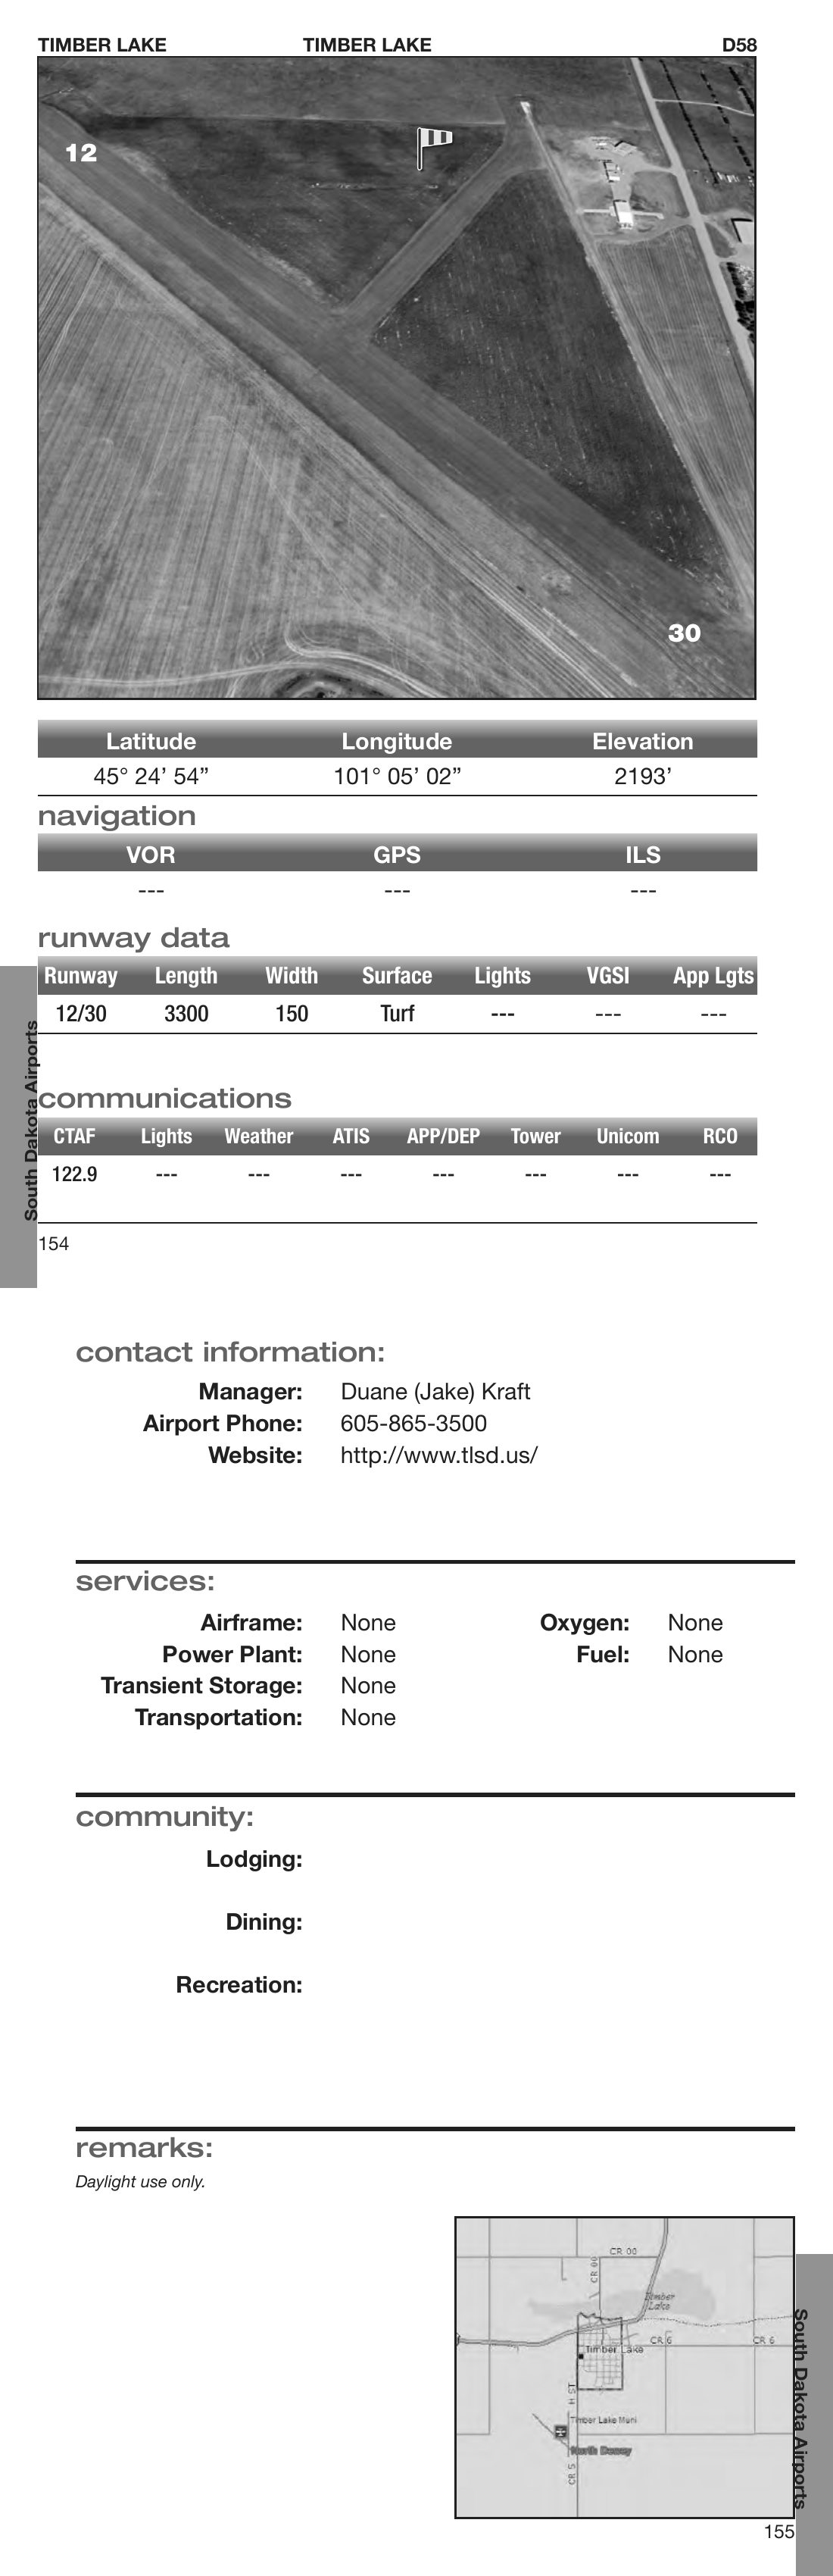 TIMBER LAKE TIMBER LAKE D58
12
30
Latitude Longitude Elevation
45° 24’ 54” 101° 05’ 02” 2193’
navigation
VOR GPS ILS
--- --- ---
runway data
Runway Length Width Surface Lights VGSI App Lgts
12/30 3300 150 Turf --- --- ---
South Dakota Airports
communications
CTAF Lights Weather ATIS APP/DEP Tower Unicom RCO
122.9 --- --- --- --- --- --- ---
154
contact information:
Manager: Duane (Jake) Kraft
Airport Phone: 605-865-3500
Website: http://www.tlsd.us/
services:
Airframe: None Oxygen: None
Power Plant: None Fuel: None
Transient Storage: None
Transportation: None
community:
Lodging:
Dining:
Recreation:
remarks:
Daylight use only.
CR 00
CR 00
Timber
Lake
CR 6 CR 6
Timber Lake
H ST
Timber Lake Muni
North Dewey
CR S
South Dakota Airports
155